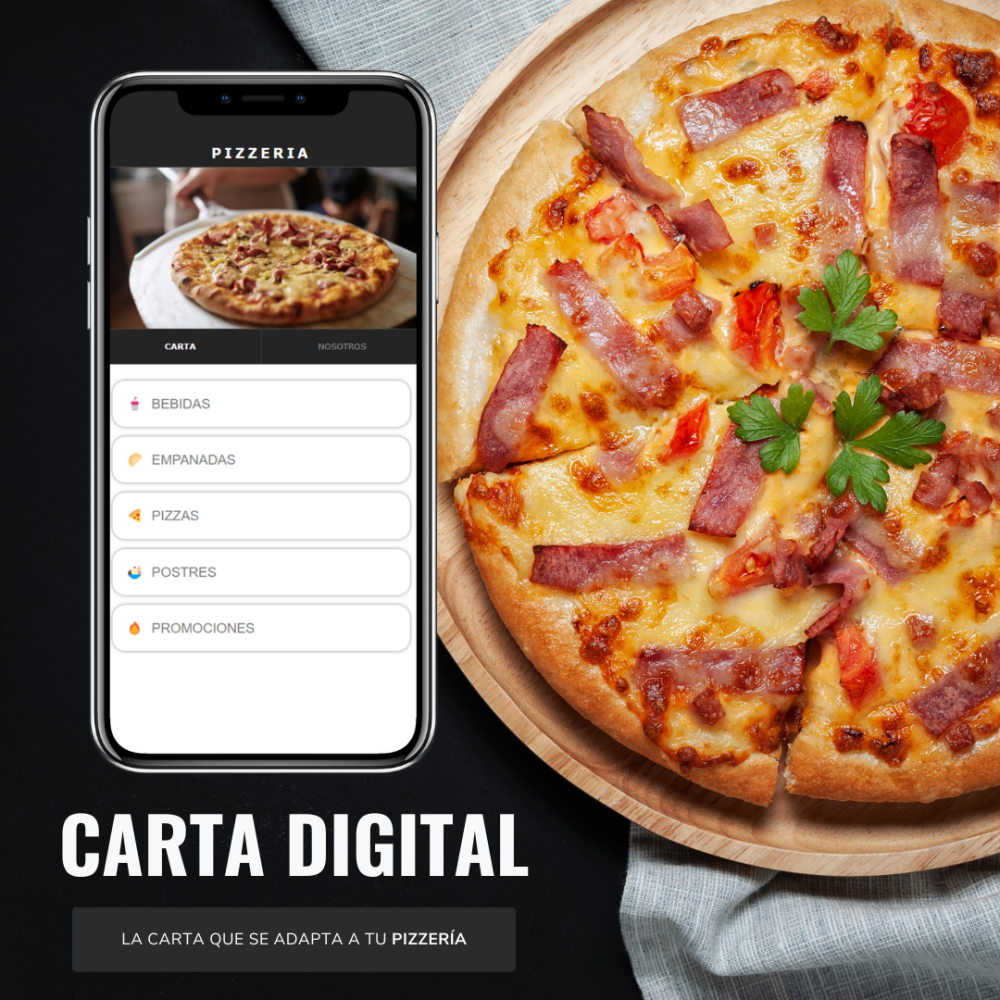 PIZZERIA
CARTA NOSOTROS
BEBIDAS
EMPANADAS
PIZZAS
POSTRES
PROMOCIONES
CARTA DIGITAL
LA CARTA QUE SE ADAPTA A TU PIZZERÍA